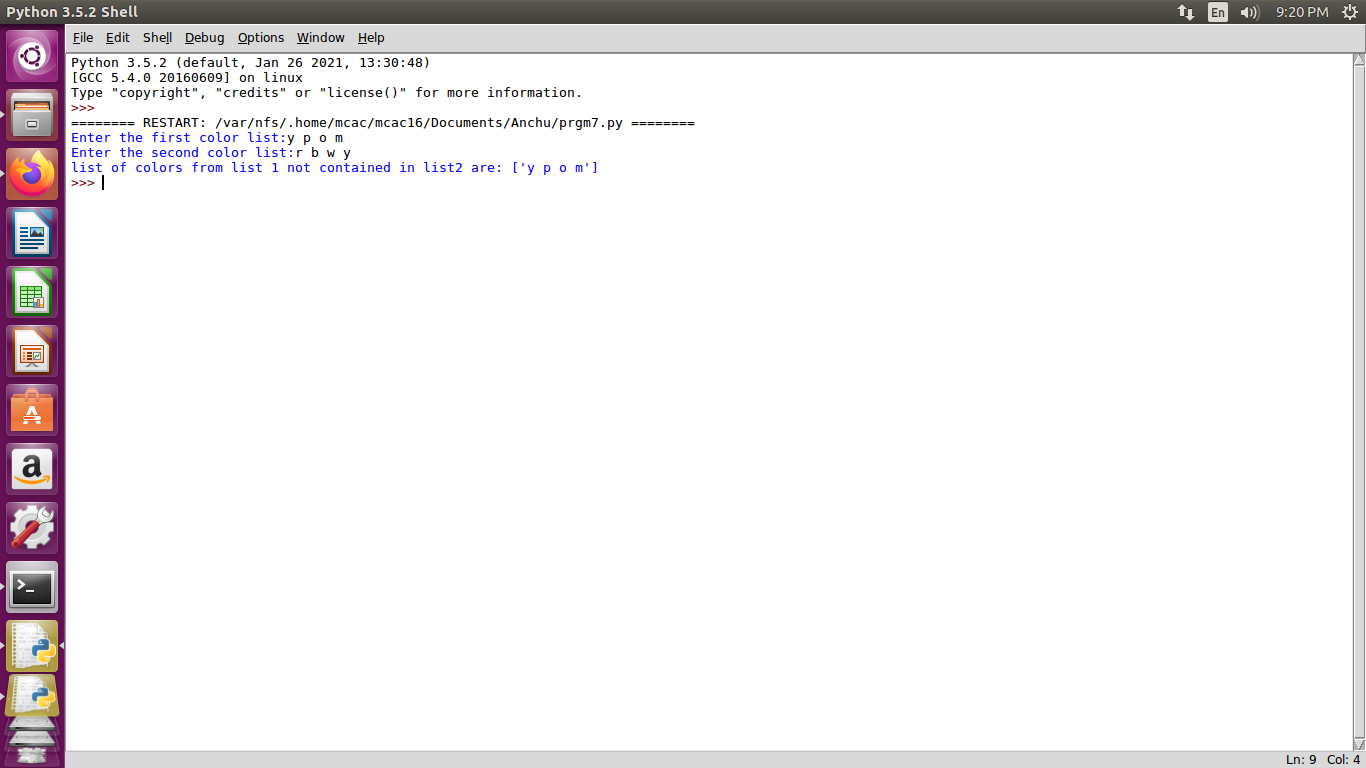 Python 3.5.2 Shell
En
9:20 PM
File Edit Shell Debug Options Window Help
Python 3.5.2 (default, Jan 26 2021, 13:30:48)
[GCC 5.4.0 20160609] on linux
Type "copyright", "credits" or "license()" for more information.
>>>
======== RESTART: /var/nfs/.home/mcac/mcac16/Documents/Anchu/prgm7.py ========
Enter the first color list:y p o m
Enter the second color list:r b w y
list of colors from list 1 not contained in list2 are: ['y p o m']
>>>
Ln: 9 Col: 4